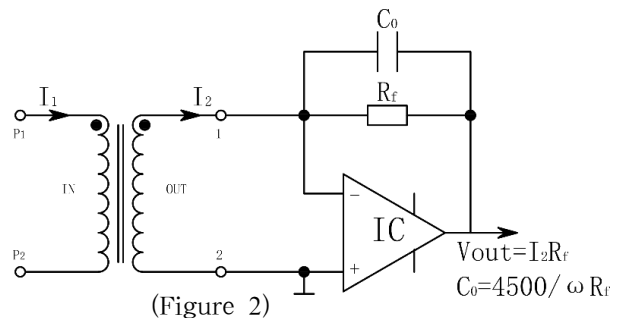 C₀
I₁
I₂
R_f
P1
1
IN
OUT
−
IC
+
P2
2
Vout=I₂R_f
C₀=4500/ωR_f
(Figure 2)